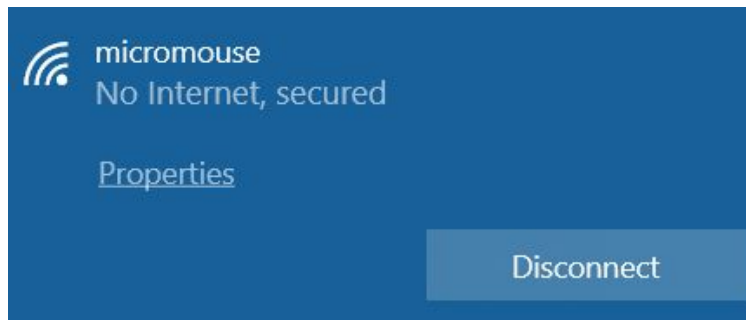 micromouse
No Internet, secured
Properties
Disconnect